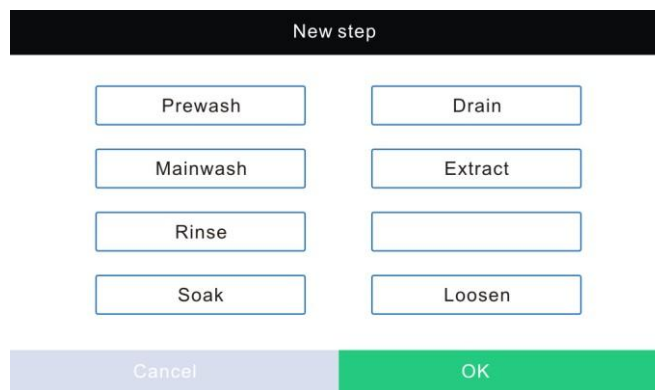 New step
Prewash
Drain
Mainwash
Extract
Rinse
Soak
Loosen
Cancel
OK